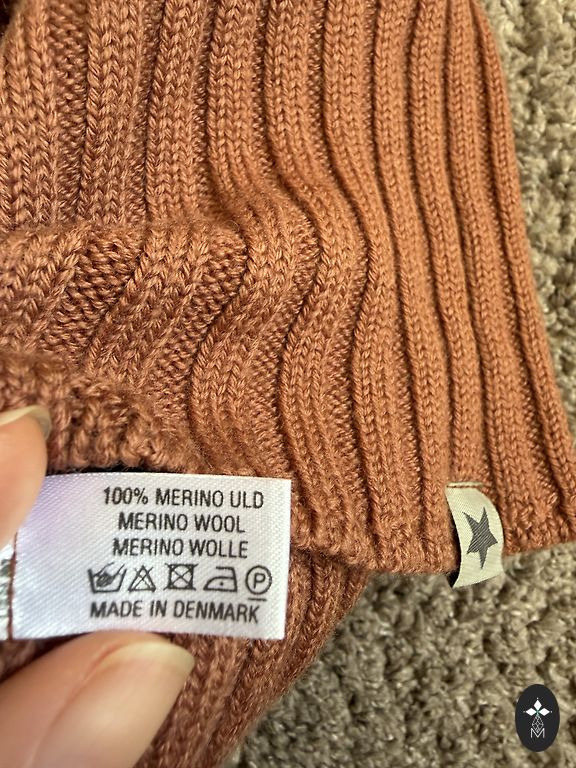 100% MERINO ULD
MERINO WOOL
MERINO WOLLE
P
MADE IN DENMARK
M